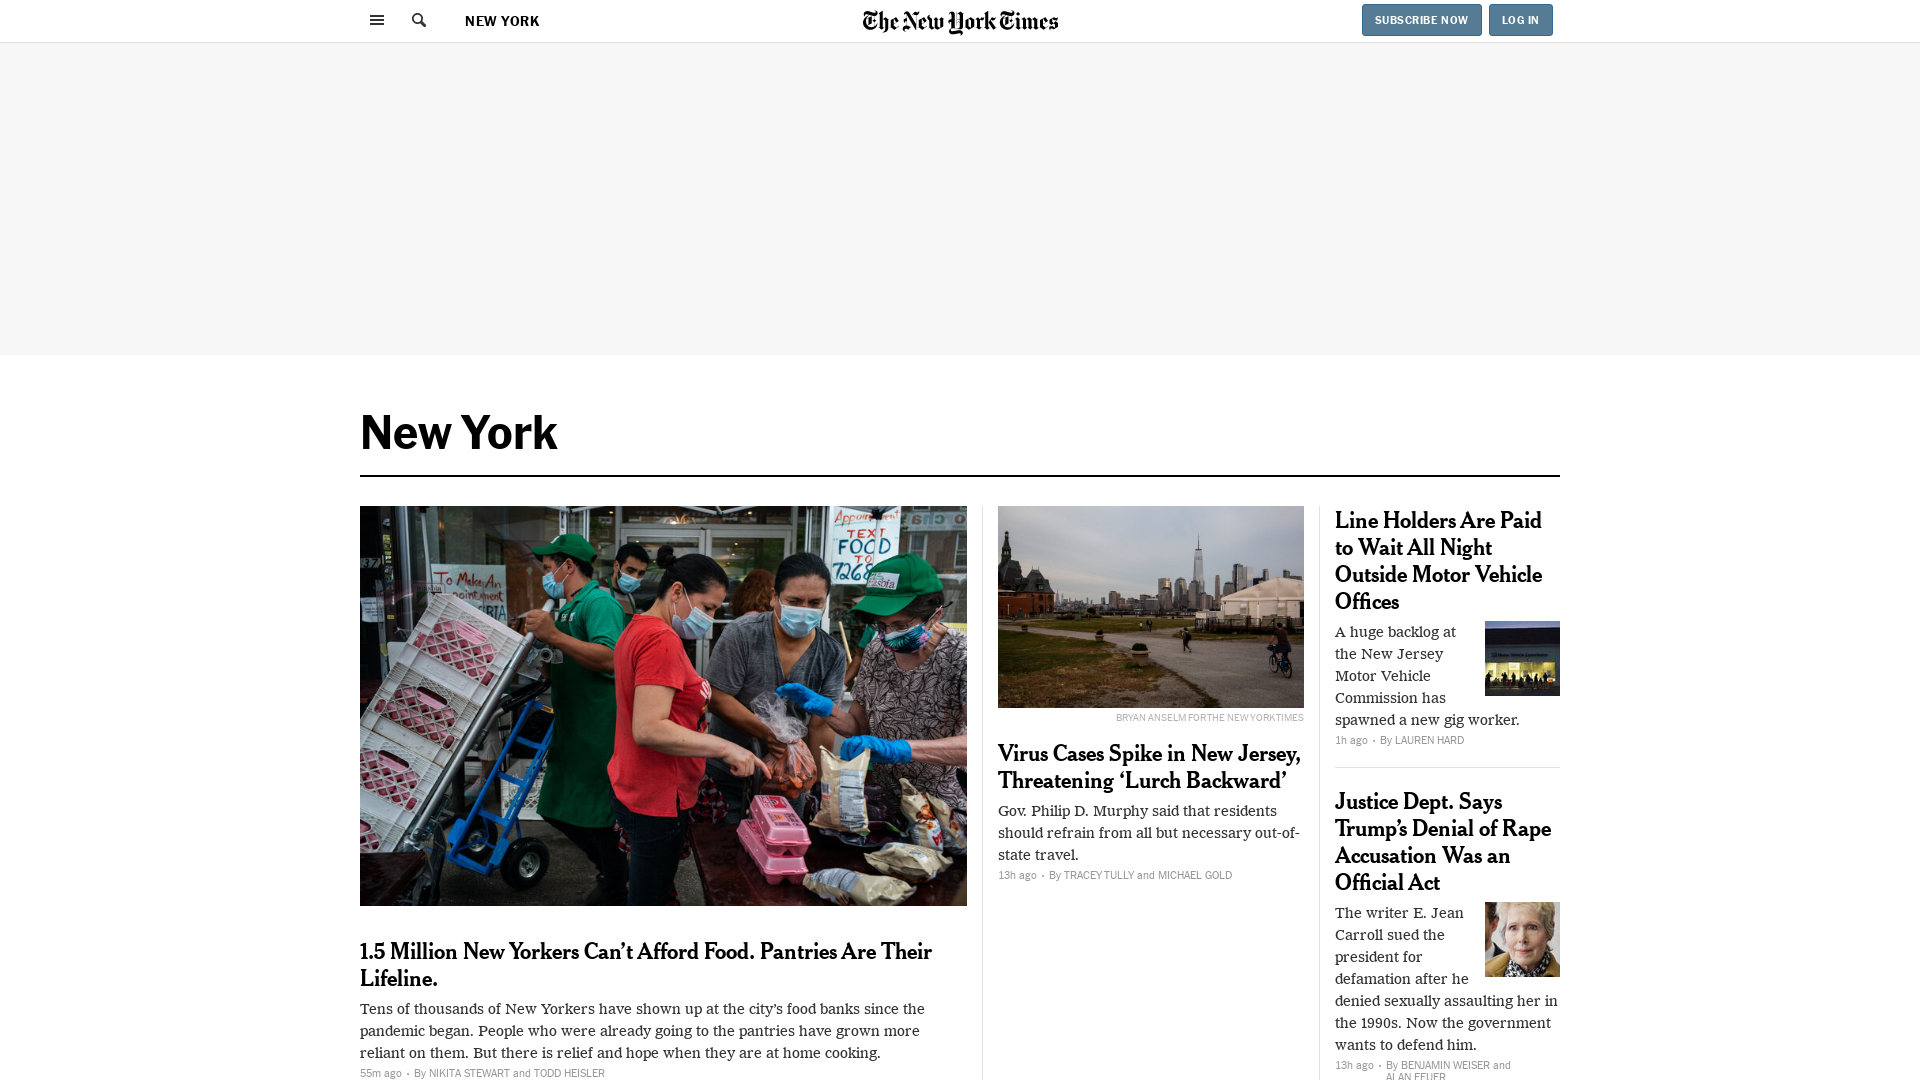 NEW YORK
The New York Times
SUBSCRIBE NOW
LOG IN
New York
Appointment
TEXT
FOOD
TO
7268
To Make An
Appointment
1.5 Million New Yorkers Can’t Afford Food. Pantries Are Their
Lifeline.
Tens of thousands of New Yorkers have shown up at the city’s food banks since the
pandemic began. People who were already going to the pantries have grown more
reliant on them. But there is relief and hope when they are at home cooking.
55m ago • By NIKITA STEWART and TODD HEISLER
BRYAN ANSELM FOR THE NEW YORK TIMES
Virus Cases Spike in New Jersey,
Threatening ‘Lurch Backward’
Gov. Philip D. Murphy said that residents
should refrain from all but necessary out-of-
state travel.
13h ago • By TRACEY TULLY and MICHAEL GOLD
Line Holders Are Paid
to Wait All Night
Outside Motor Vehicle
Offices
A huge backlog at
the New Jersey
Motor Vehicle
Commission has
spawned a new gig worker.
1h ago • By LAUREN HARD
Justice Dept. Says
Trump’s Denial of Rape
Accusation Was an
Official Act
The writer E. Jean
Carroll sued the
president for
defamation after he
denied sexually assaulting her in
the 1990s. Now the government
wants to defend him.
13h ago • By BENJAMIN WEISER and
ALAN FEUER